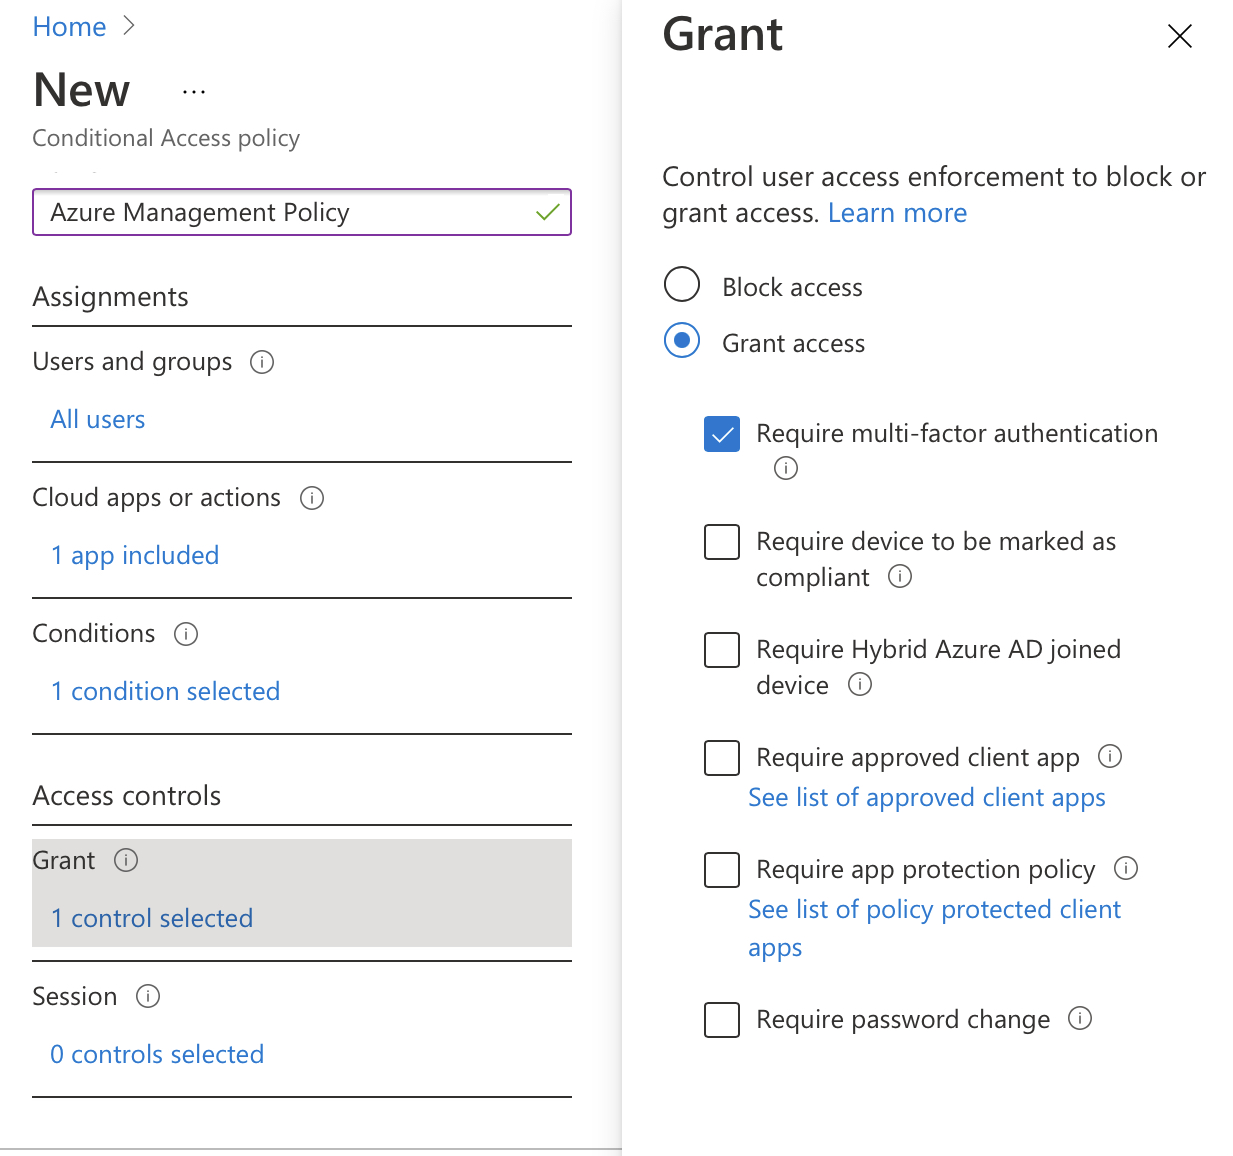 Home
New ...
Conditional Access policy
Azure Management Policy
Assignments
Users and groups
All users
Cloud apps or actions
1 app included
Conditions
1 condition selected
Access controls
Grant
1 control selected
Session
0 controls selected
Grant
Control user access enforcement to block or
grant access. Learn more
Block access
Grant access
Require multi-factor authentication
Require device to be marked as
compliant
Require Hybrid Azure AD joined
device
Require approved client app
See list of approved client apps
Require app protection policy
See list of policy protected client
apps
Require password change